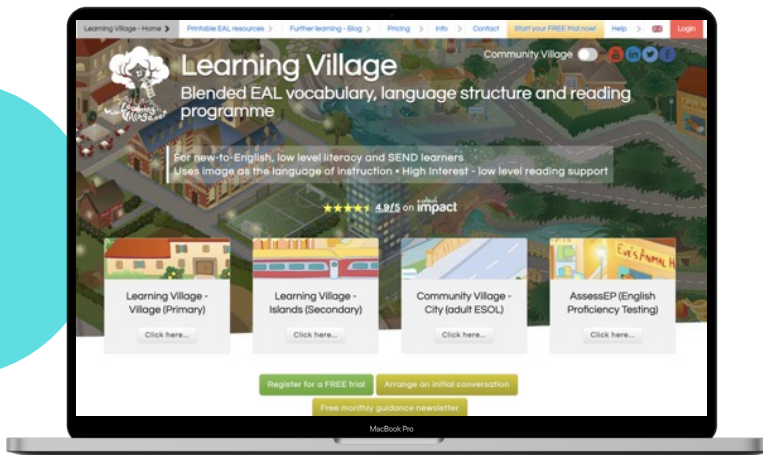 Learning Village - Home >
Printable EAL resources >
Further learning - Blog >
Pricing >
Info >
Contact
Start your FREE trial now!
Help >
Login
Community Village
Learning Village
Learning Village.net
Blended EAL vocabulary, language structure and reading
programme
For new-to-English, low level literacy and SEND learners
Uses image as the language of instruction • High Interest - low level reading support
4.9/5 on impact
Eve's Animal H
Learning Village -
Village (Primary)
Click here...
Learning Village -
Islands (Secondary)
Click here...
Community Village -
City (adult ESOL)
Click here...
AssessEP (English
Proficiency Testing)
Click here...
Register for a FREE trial
Arrange an initial conversation
Free monthly guidance newsletter
MacBook Pro